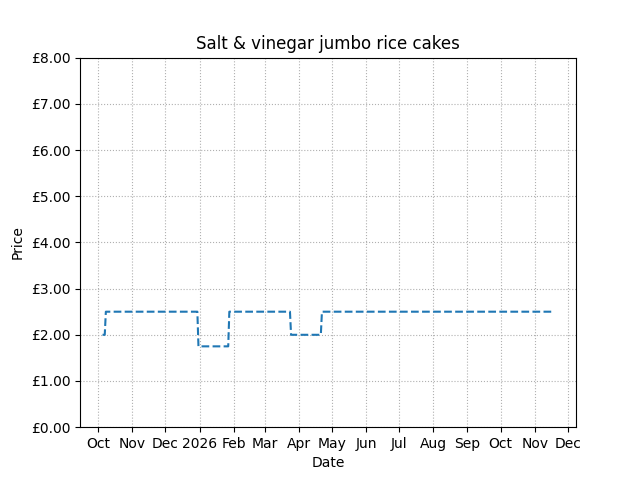 Salt & vinegar jumbo rice cakes
£8.00
£7.00
£6.00
£5.00
£4.00
£3.00
£2.00
£1.00
£0.00
Price
Oct Nov Dec 2026 Feb Mar Apr May Jun Jul Aug Sep Oct Nov Dec
Date